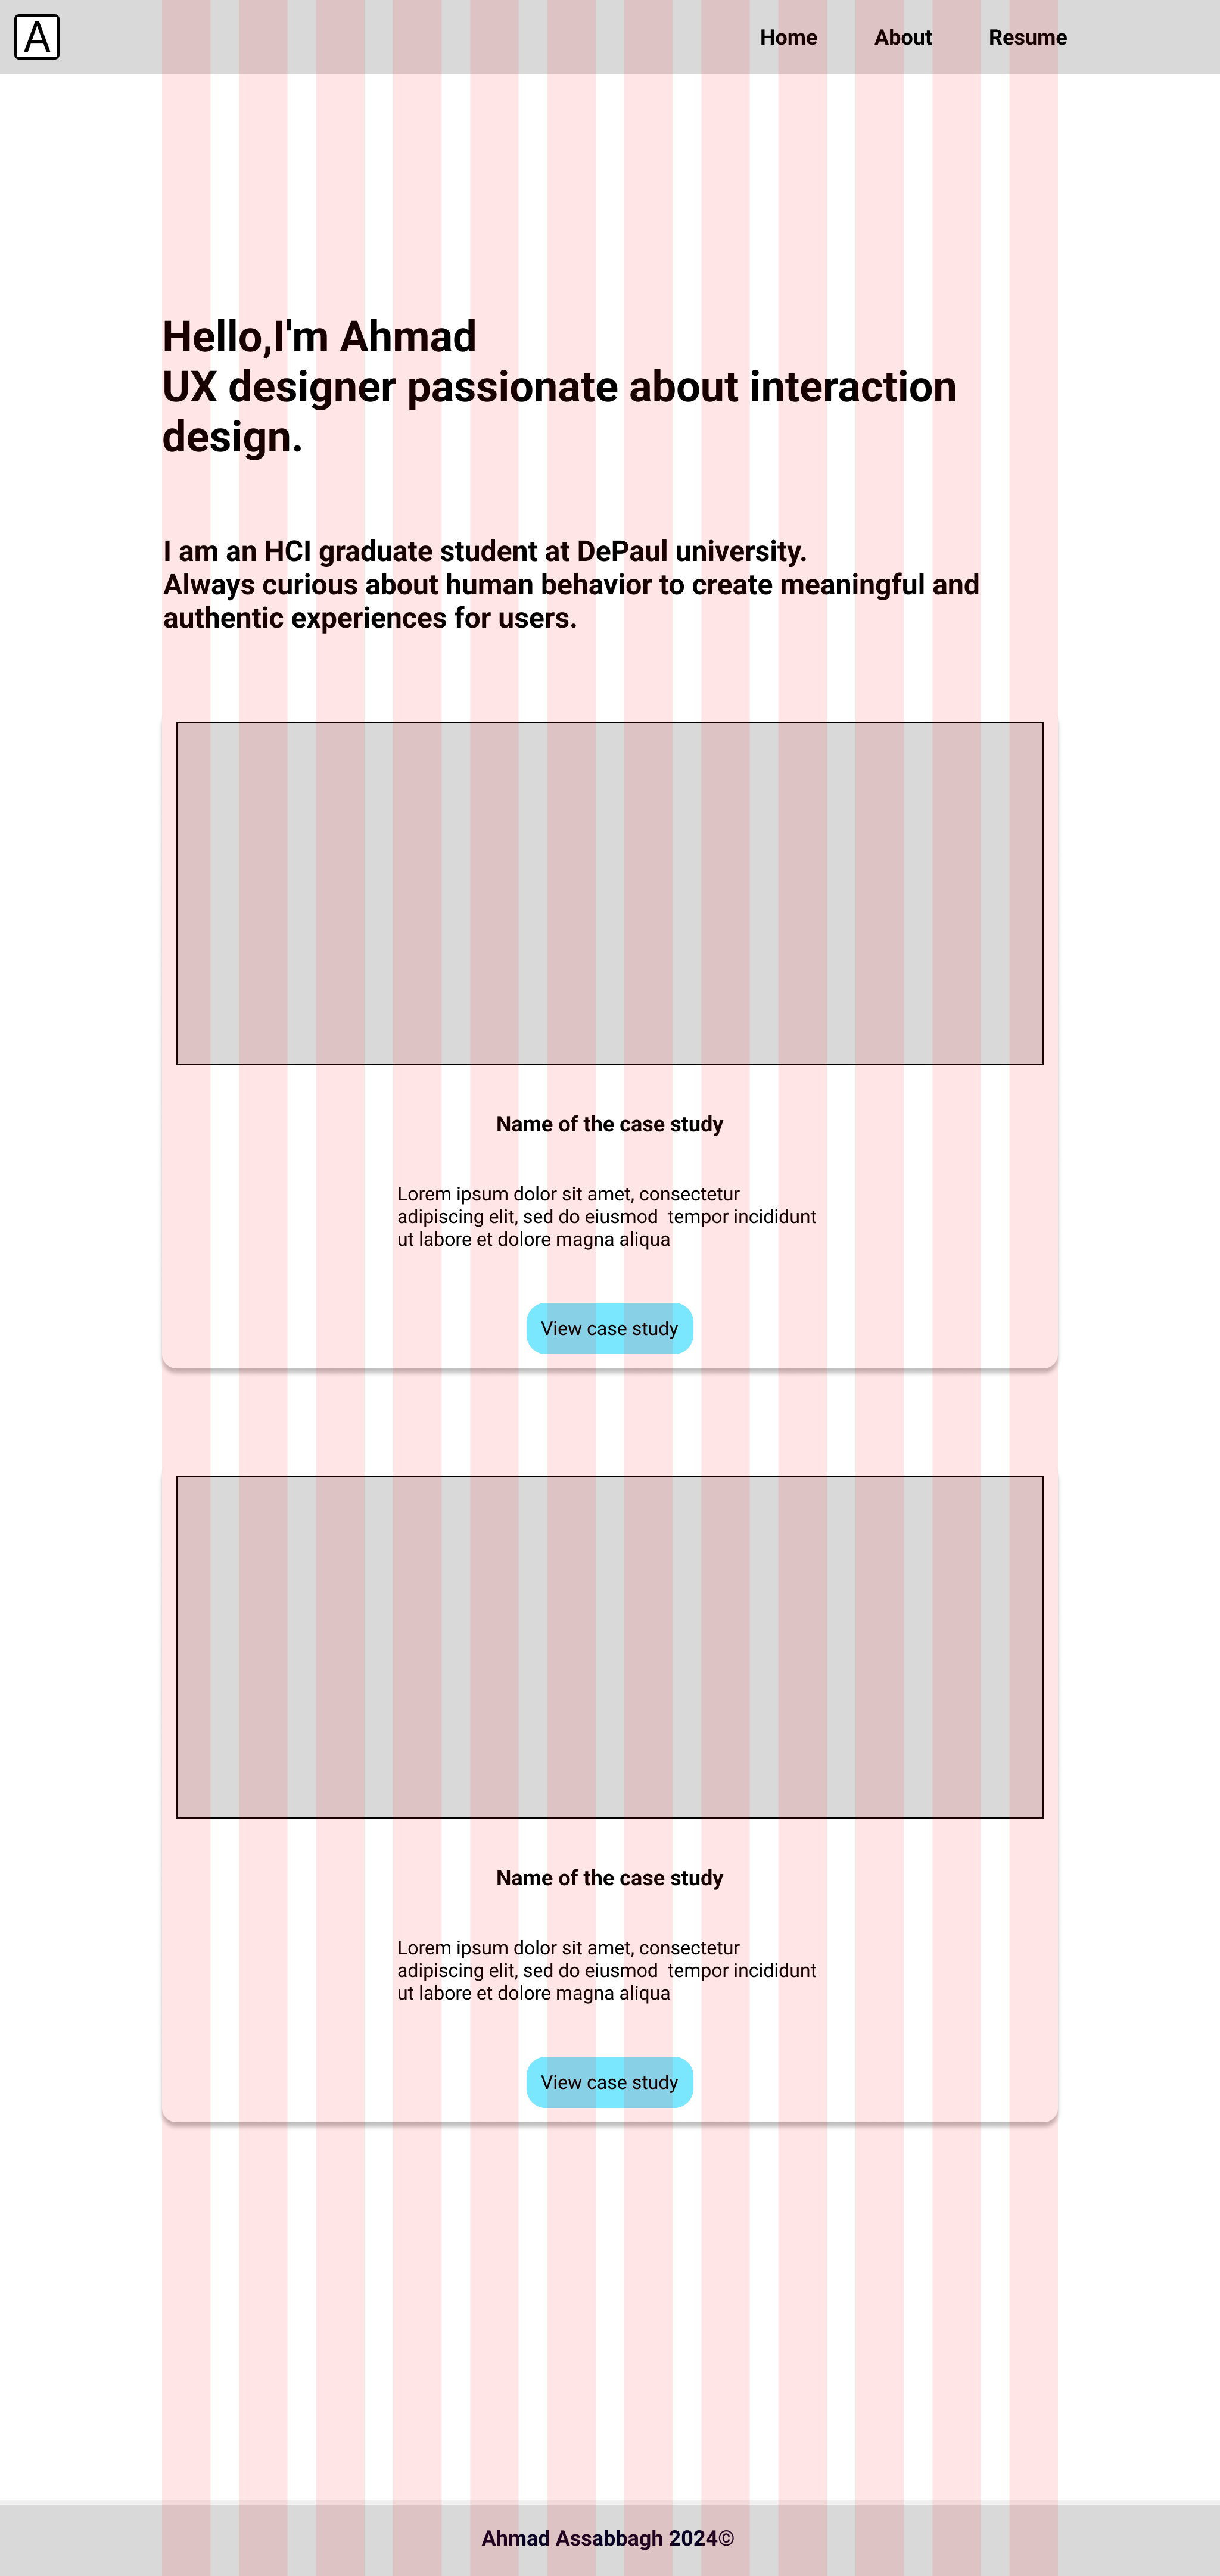 A
Home About Resume
Hello,I'm Ahmad
UX designer passionate about interaction
design.
I am an HCI graduate student at DePaul university.
Always curious about human behavior to create meaningful and
authentic experiences for users.
Name of the case study
Lorem ipsum dolor sit amet, consectetur
adipiscing elit, sed do eiusmod  tempor incididunt
ut labore et dolore magna aliqua
View case study
Name of the case study
Lorem ipsum dolor sit amet, consectetur
adipiscing elit, sed do eiusmod  tempor incididunt
ut labore et dolore magna aliqua
View case study
Ahmad Assabbagh 2024©